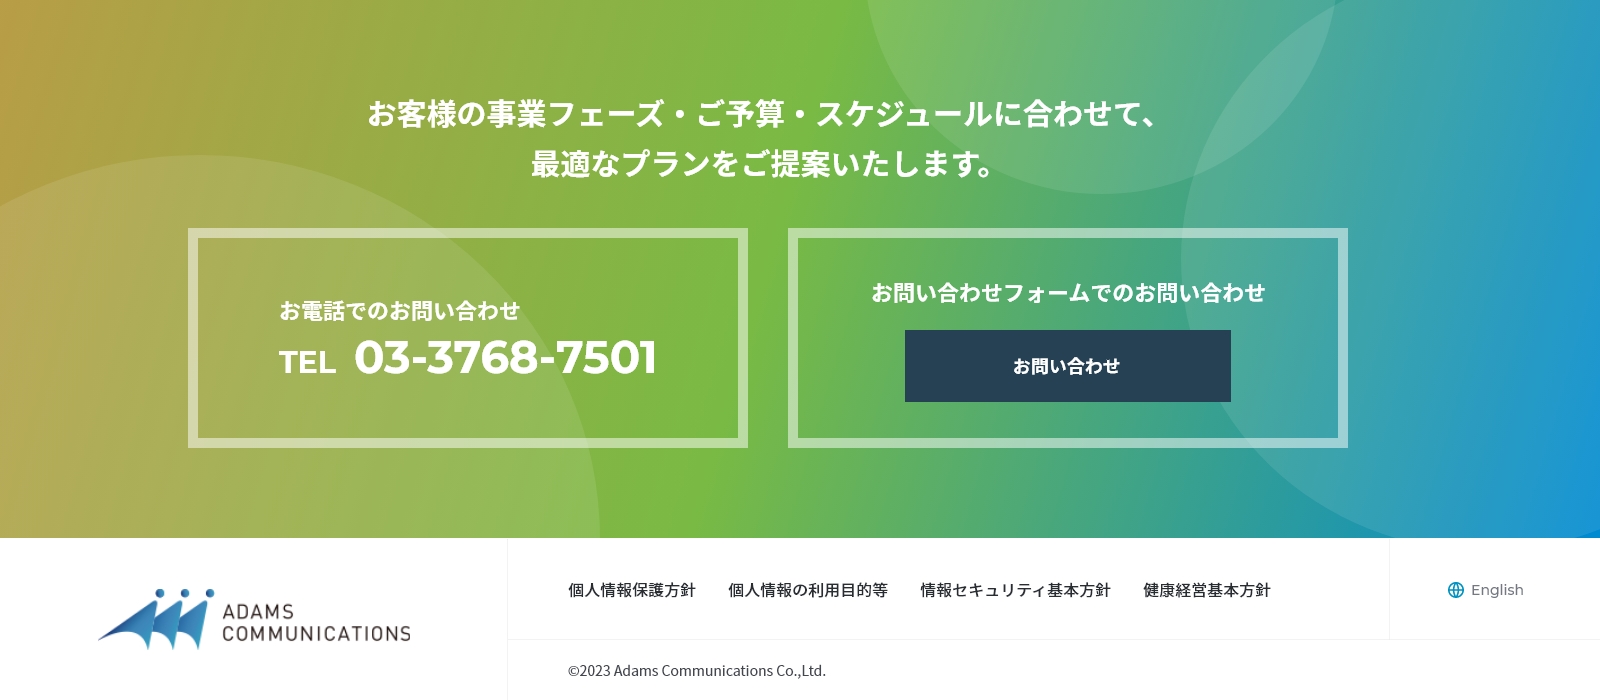 お客様の事業フェーズ・ご予算・スケジュールに合わせて、
最適なプランをご提案いたします。
お電話でのお問い合わせ
TEL 03-3768-7501
お問い合わせフォームでのお問い合わせ
お問い合わせ
ADAMS
COMMUNICATIONS
個人情報保護方針 個人情報の利用目的等 情報セキュリティ基本方針 健康経営基本方針
English
©2023 Adams Communications Co.,Ltd.